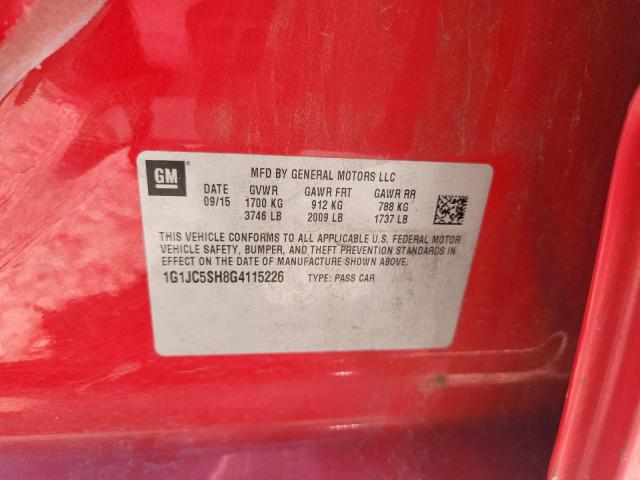 GM
MFD BY GENERAL MOTORS LLC
DATE GVWR GAWR FRT GAWR RR
09/15 1700 KG 912 KG 788 KG
3746 LB 2009 LB 1737 LB
THIS VEHICLE CONFORMS TO ALL APPLICABLE U.S. FEDERAL MOTOR
VEHICLE SAFETY, BUMPER, AND THEFT PREVENTION STANDARDS IN
EFFECT ON THE DATE OF MANUFACTURE SHOWN ABOVE.
1G1JC5SH8G4115226 TYPE: PASS CAR